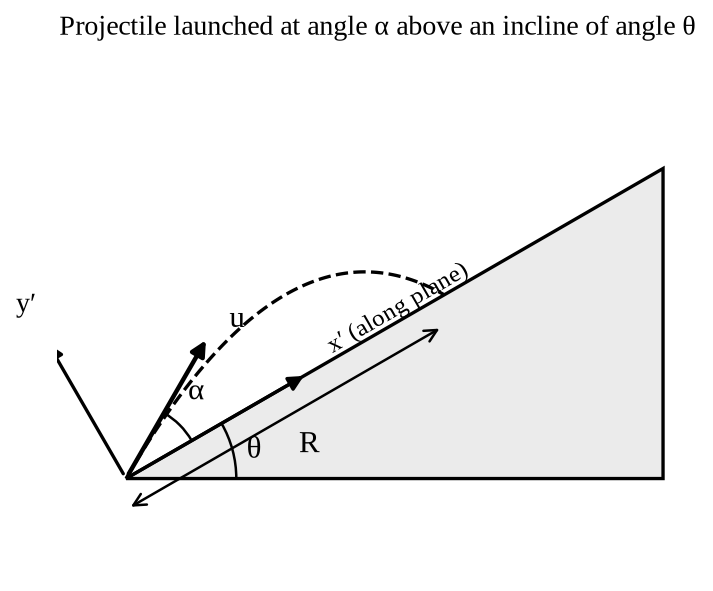 Projectile launched at angle α above an incline of angle θ
x′ (along plane)
y′
u
α
θ
R